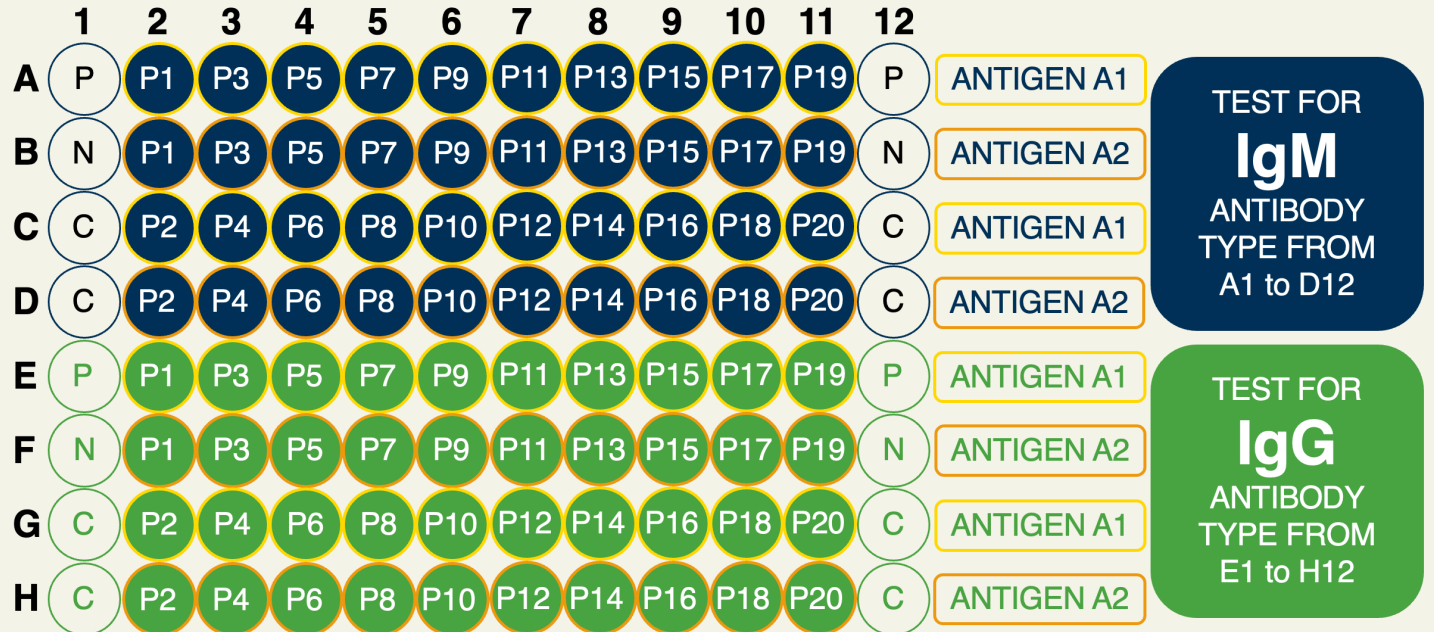 1 2 3 4 5 6 7 8 9 10 11 12
A P P1 P3 P5 P7 P9 P11 P13 P15 P17 P19 P ANTIGEN A1
B N P1 P3 P5 P7 P9 P11 P13 P15 P17 P19 N ANTIGEN A2
C C P2 P4 P6 P8 P10 P12 P14 P16 P18 P20 C ANTIGEN A1
D C P2 P4 P6 P8 P10 P12 P14 P16 P18 P20 C ANTIGEN A2
E P P1 P3 P5 P7 P9 P11 P13 P15 P17 P19 P ANTIGEN A1
F N P1 P3 P5 P7 P9 P11 P13 P15 P17 P19 N ANTIGEN A2
G C P2 P4 P6 P8 P10 P12 P14 P16 P18 P20 C ANTIGEN A1
H C P2 P4 P6 P8 P10 P12 P14 P16 P18 P20 C ANTIGEN A2
TEST FOR
IgM
ANTIBODY
TYPE FROM
A1 to D12
TEST FOR
IgG
ANTIBODY
TYPE FROM
E1 to H12